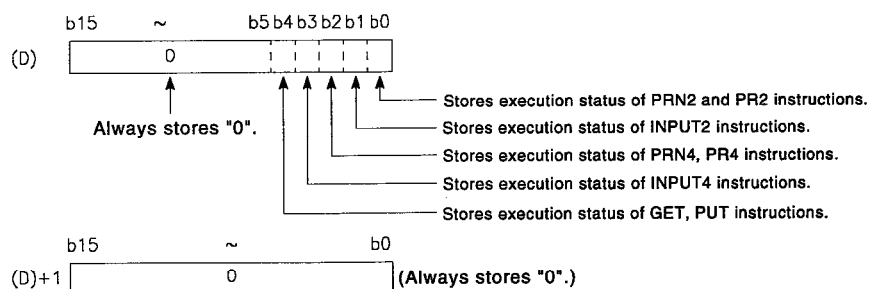 b15 ~ b5 b4 b3 b2 b1 b0
(D) 0
Stores execution status of PRN2 and PR2 instructions.
Always stores "0".
Stores execution status of INPUT2 instructions.
Stores execution status of PRN4, PR4 instructions.
Stores execution status of INPUT4 instructions.
Stores execution status of GET, PUT instructions.
b15 ~ b0
(D)+1 0 (Always stores "0".)